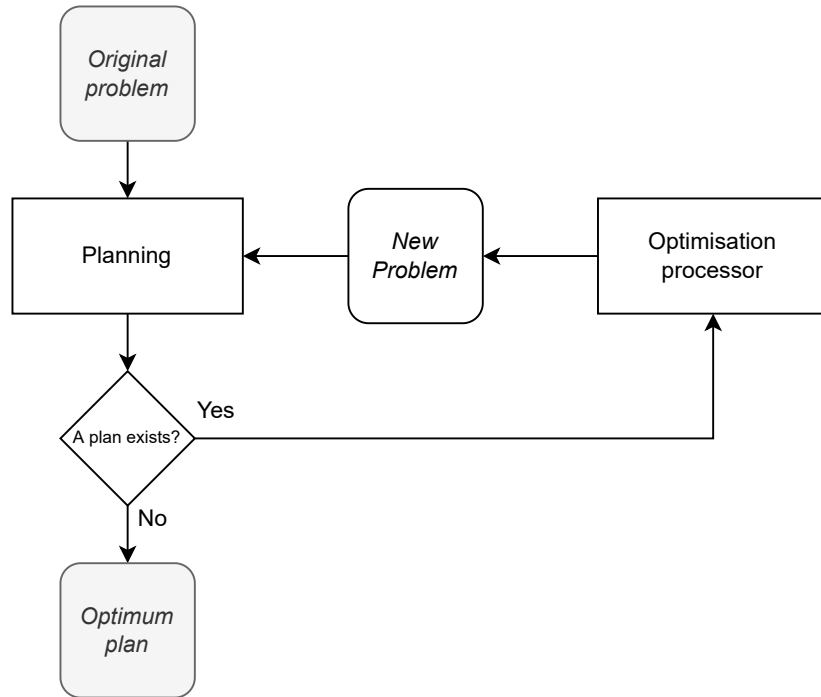 Original
problem
Planning
New
Problem
Optimisation
processor
A plan exists?
Yes
No
Optimum
plan